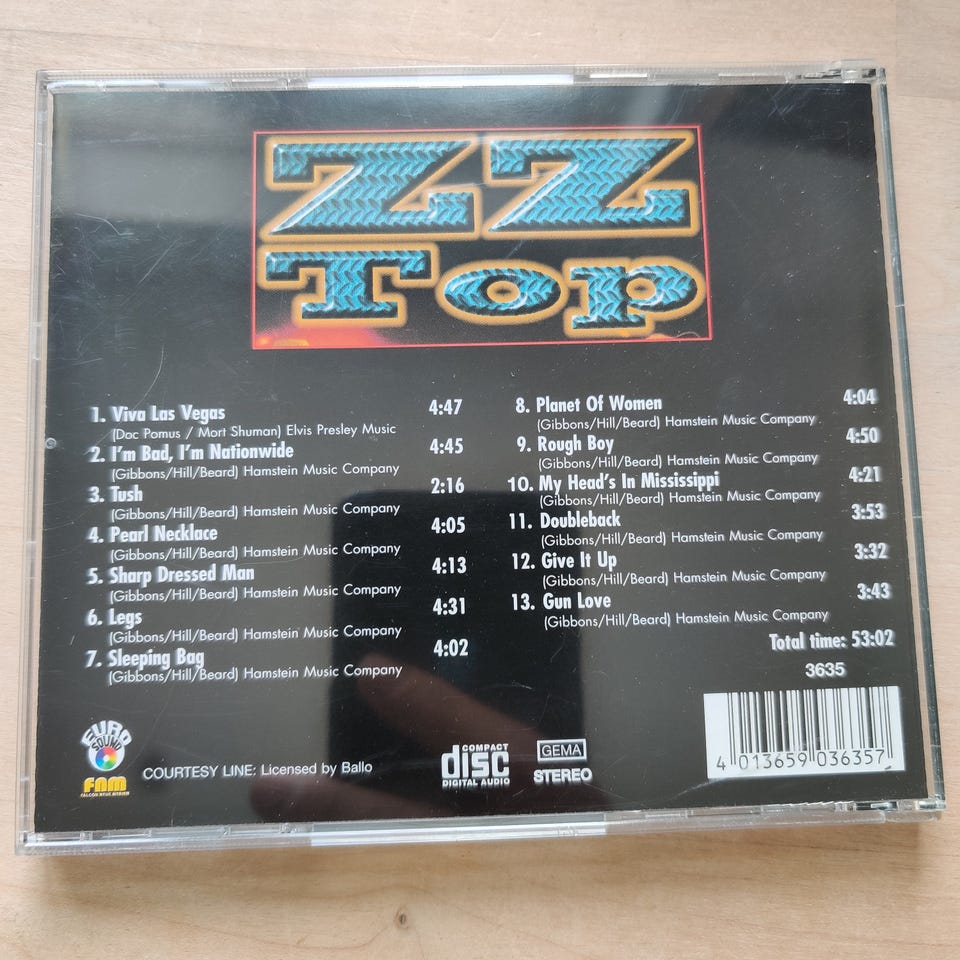 ZZ
Top
1. Viva Las Vegas 4:47
(Doc Pomus / Mort Shuman) Elvis Presley Music
2. I'm Bad, I'm Nationwide 4:45
(Gibbons/Hill/Beard) Hamstein Music Company
3. Tush 2:16
(Gibbons/Hill/Beard) Hamstein Music Company
4. Pearl Necklace 4:05
(Gibbons/Hill/Beard) Hamstein Music Company
5. Sharp Dressed Man 4:13
(Gibbons/Hill/Beard) Hamstein Music Company
6. Legs 4:31
(Gibbons/Hill/Beard) Hamstein Music Company
7. Sleeping Bag 4:02
(Gibbons/Hill/Beard) Hamstein Music Company
8. Planet Of Women 4:04
(Gibbons/Hill/Beard) Hamstein Music Company
9. Rough Boy 4:50
(Gibbons/Hill/Beard) Hamstein Music Company
10. My Head's In Mississippi 4:21
(Gibbons/Hill/Beard) Hamstein Music Company
11. Doubleback 3:53
(Gibbons/Hill/Beard) Hamstein Music Company
12. Give It Up 3:32
(Gibbons/Hill/Beard) Hamstein Music Company
13. Gun Love 3:43
(Gibbons/Hill/Beard) Hamstein Music Company
Total time: 53:02
3635
EURO
SOUND
FNM
COURTESY LINE: Licensed by Ballo
COMPACT
disc
DIGITAL AUDIO
GEMA
STEREO
4 013659 036357